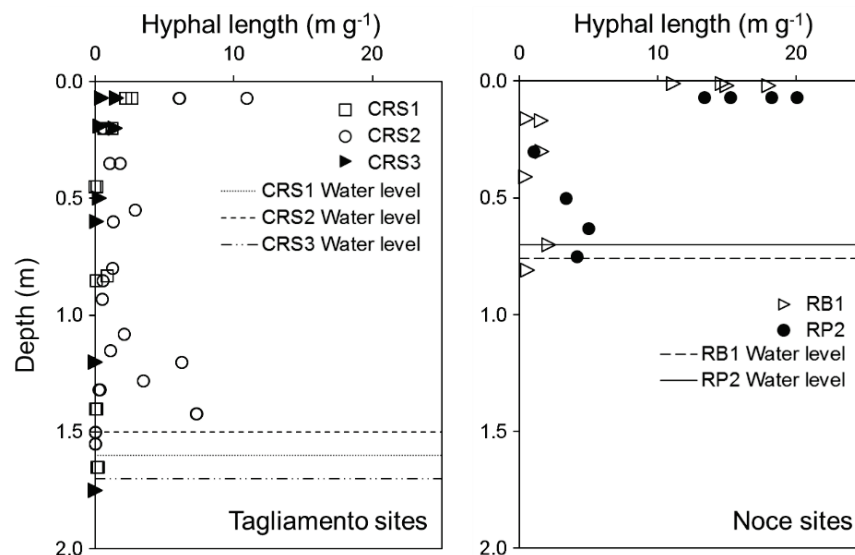 Hyphal length (m g⁻¹)
0 10 20
Depth (m)
0.0
0.5
1.0
1.5
2.0
CRS1
CRS2
CRS3
CRS1 Water level
CRS2 Water level
CRS3 Water level
Tagliamento sites
Hyphal length (m g⁻¹)
0 10 20
0.0
0.5
1.0
1.5
2.0
RB1
RP2
RB1 Water level
RP2 Water level
Noce sites